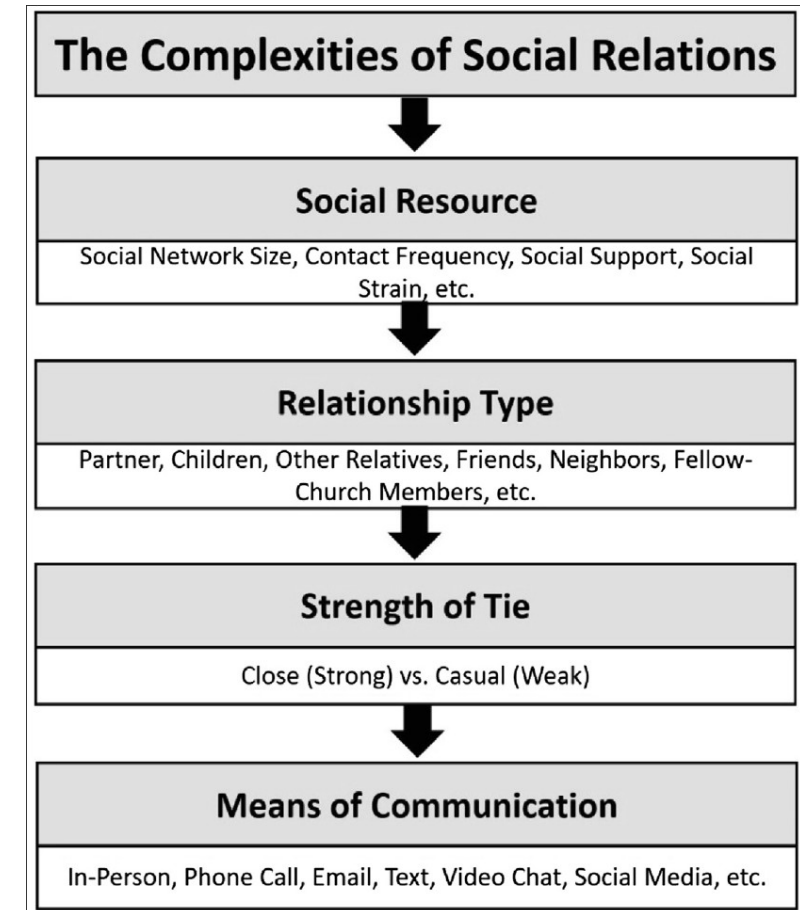 The Complexities of Social Relations
Social Resource
Social Network Size, Contact Frequency, Social Support, Social
Strain, etc.
Relationship Type
Partner, Children, Other Relatives, Friends, Neighbors, Fellow-
Church Members, etc.
Strength of Tie
Close (Strong) vs. Casual (Weak)
Means of Communication
In-Person, Phone Call, Email, Text, Video Chat, Social Media, etc.